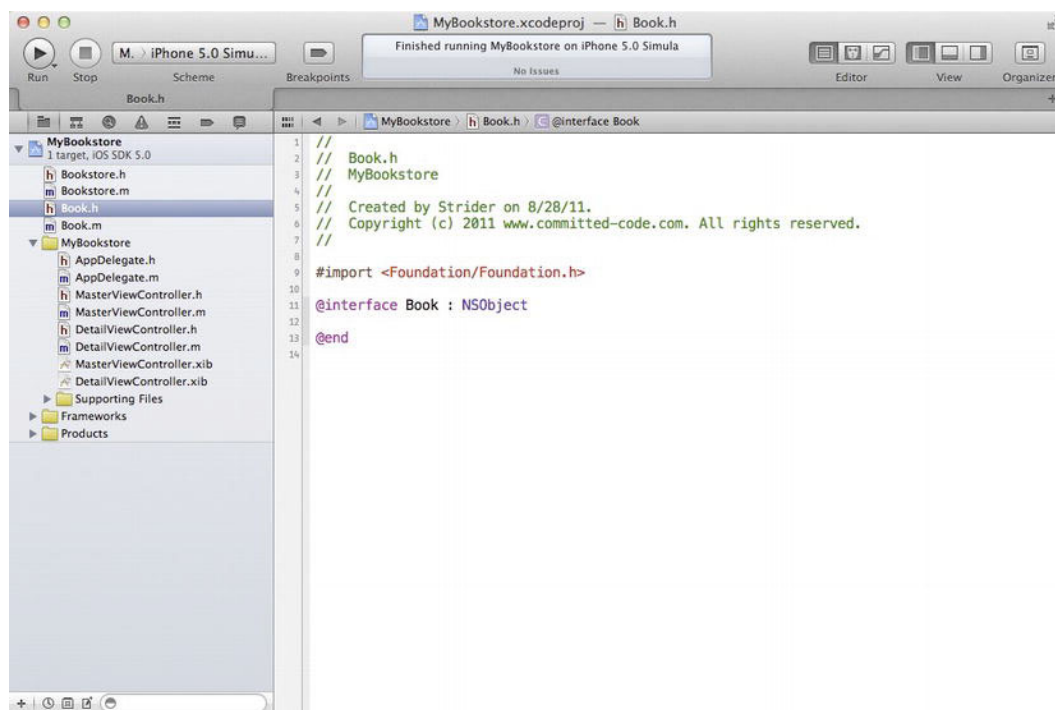 MyBookstore.xcodeproj — h Book.h
M. 〉 iPhone 5.0 Simu...
Finished running MyBookstore on iPhone 5.0 Simula
No Issues
Run Stop Scheme Breakpoints Editor View Organizer
Book.h
MyBookstore 〉 h Book.h 〉 C @interface Book
MyBookstore
1 target, iOS SDK 5.0
h Bookstore.h
m Bookstore.m
h Book.h
m Book.m
MyBookstore
h AppDelegate.h
m AppDelegate.m
h MasterViewController.h
m MasterViewController.m
h DetailViewController.h
m DetailViewController.m
MasterViewController.xib
DetailViewController.xib
Supporting Files
Frameworks
Products
1 //
2 // Book.h
3 // MyBookstore
4 //
5 // Created by Strider on 8/28/11.
6 // Copyright (c) 2011 www.committed-code.com. All rights reserved.
7 //
8
9 #import <Foundation/Foundation.h>
10
11 @interface Book : NSObject
12
13 @end
14